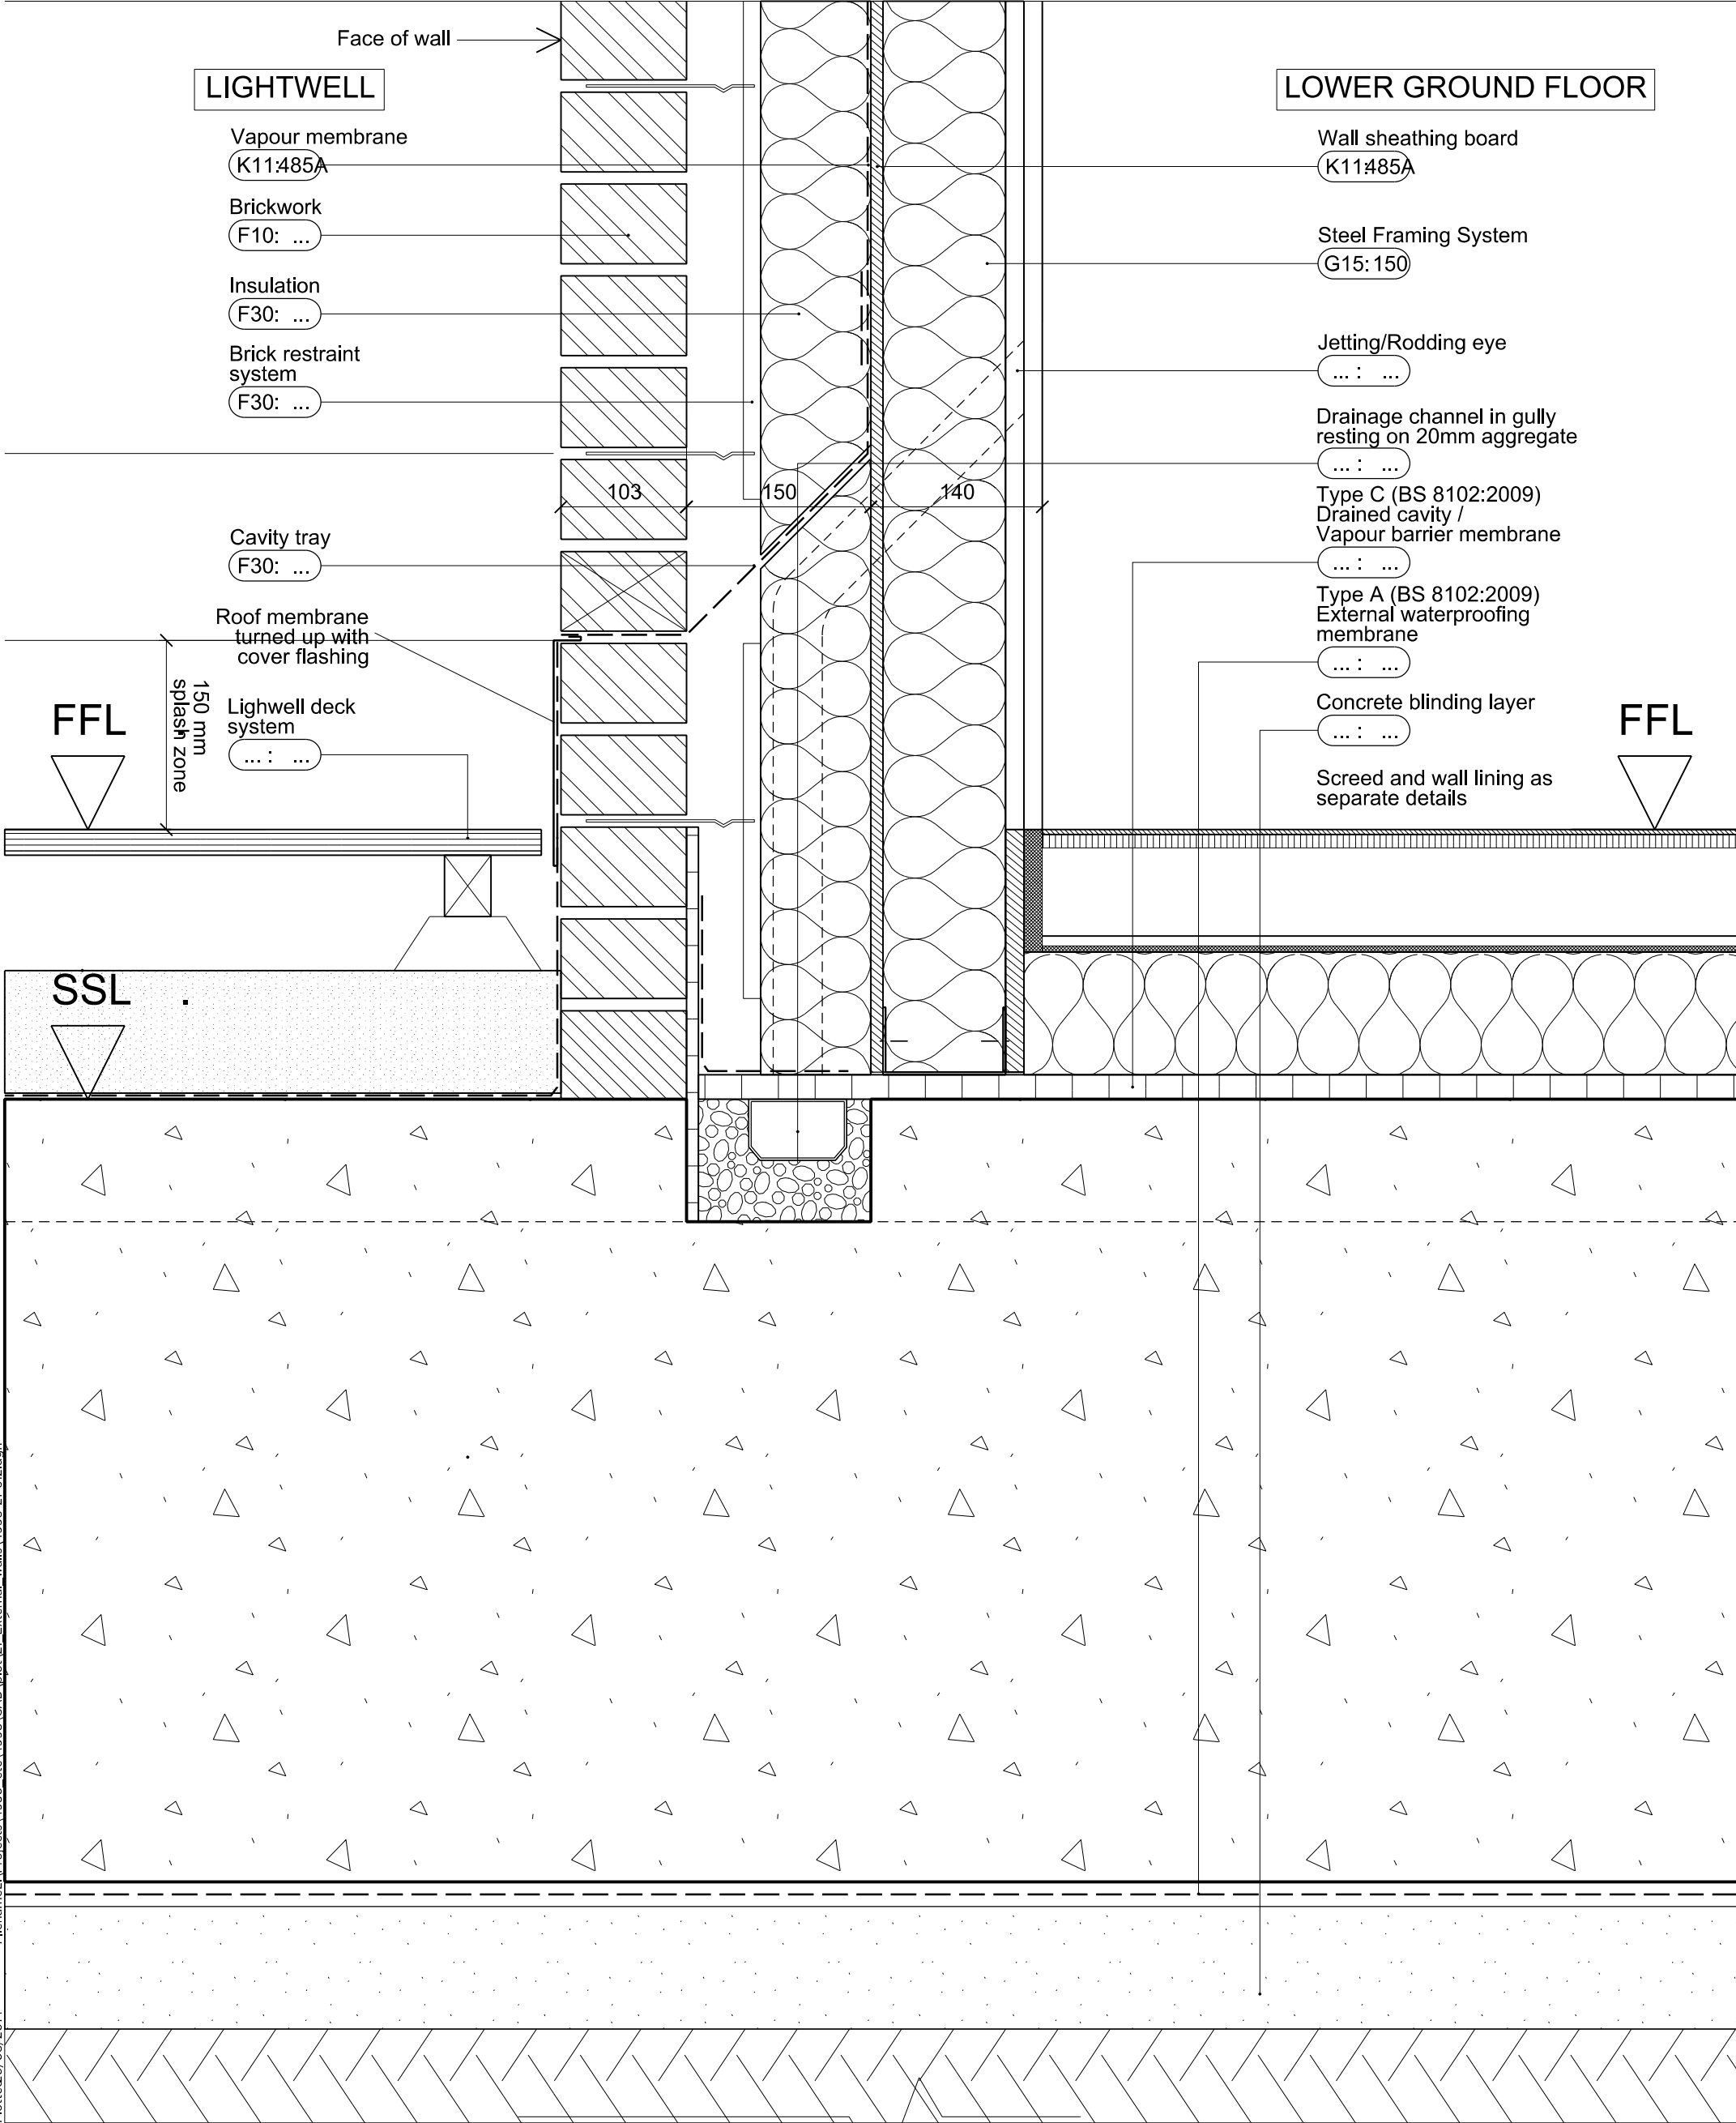 Face of wall
LIGHTWELL
Vapour membrane
K11:485A
Brickwork
F10: ...
Insulation
F30: ...
Brick restraint
system
F30: ...
Cavity tray
F30: ...
Roof membrane
turned up with
cover flashing
150 mm
splash zone
FFL
Lighwell deck
system
... : ...
SSL .
103
150
140
LOWER GROUND FLOOR
Wall sheathing board
K11:485A
Steel Framing System
G15:150
Jetting/Rodding eye
... : ...
Drainage channel in gully
resting on 20mm aggregate
... : ...
Type C (BS 8102:2009)
Drained cavity /
Vapour barrier membrane
... : ...
Type A (BS 8102:2009)
External waterproofing
membrane
... : ...
Concrete blinding layer
... : ...
Screed and wall lining as
separate details
FFL